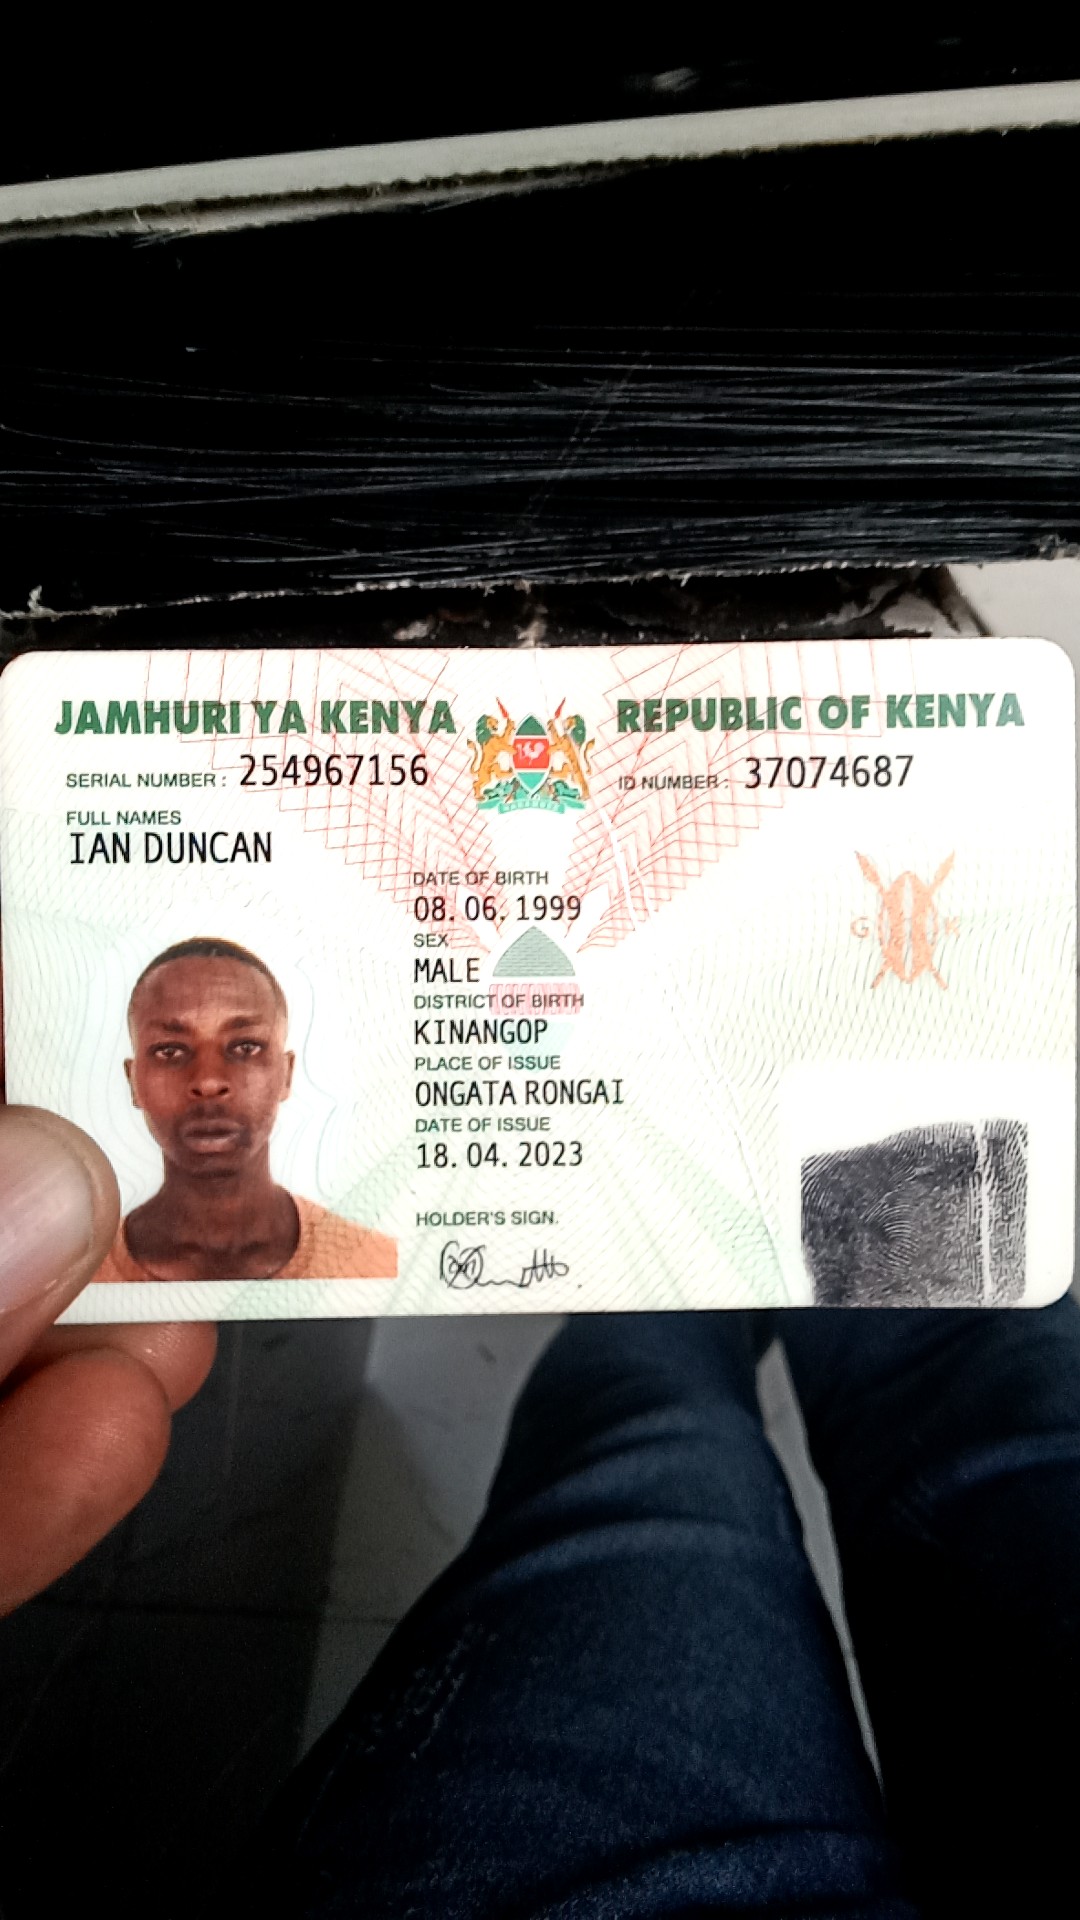 JAMHURI YA KENYA
REPUBLIC OF KENYA
SERIAL NUMBER : 254967156
ID NUMBER : 37074687
FULL NAMES
IAN DUNCAN
DATE OF BIRTH
08. 06. 1999
SEX
MALE
DISTRICT OF BIRTH
KINANGOP
PLACE OF ISSUE
ONGATA RONGAI
DATE OF ISSUE
18. 04. 2023
HOLDER'S SIGN.
G K